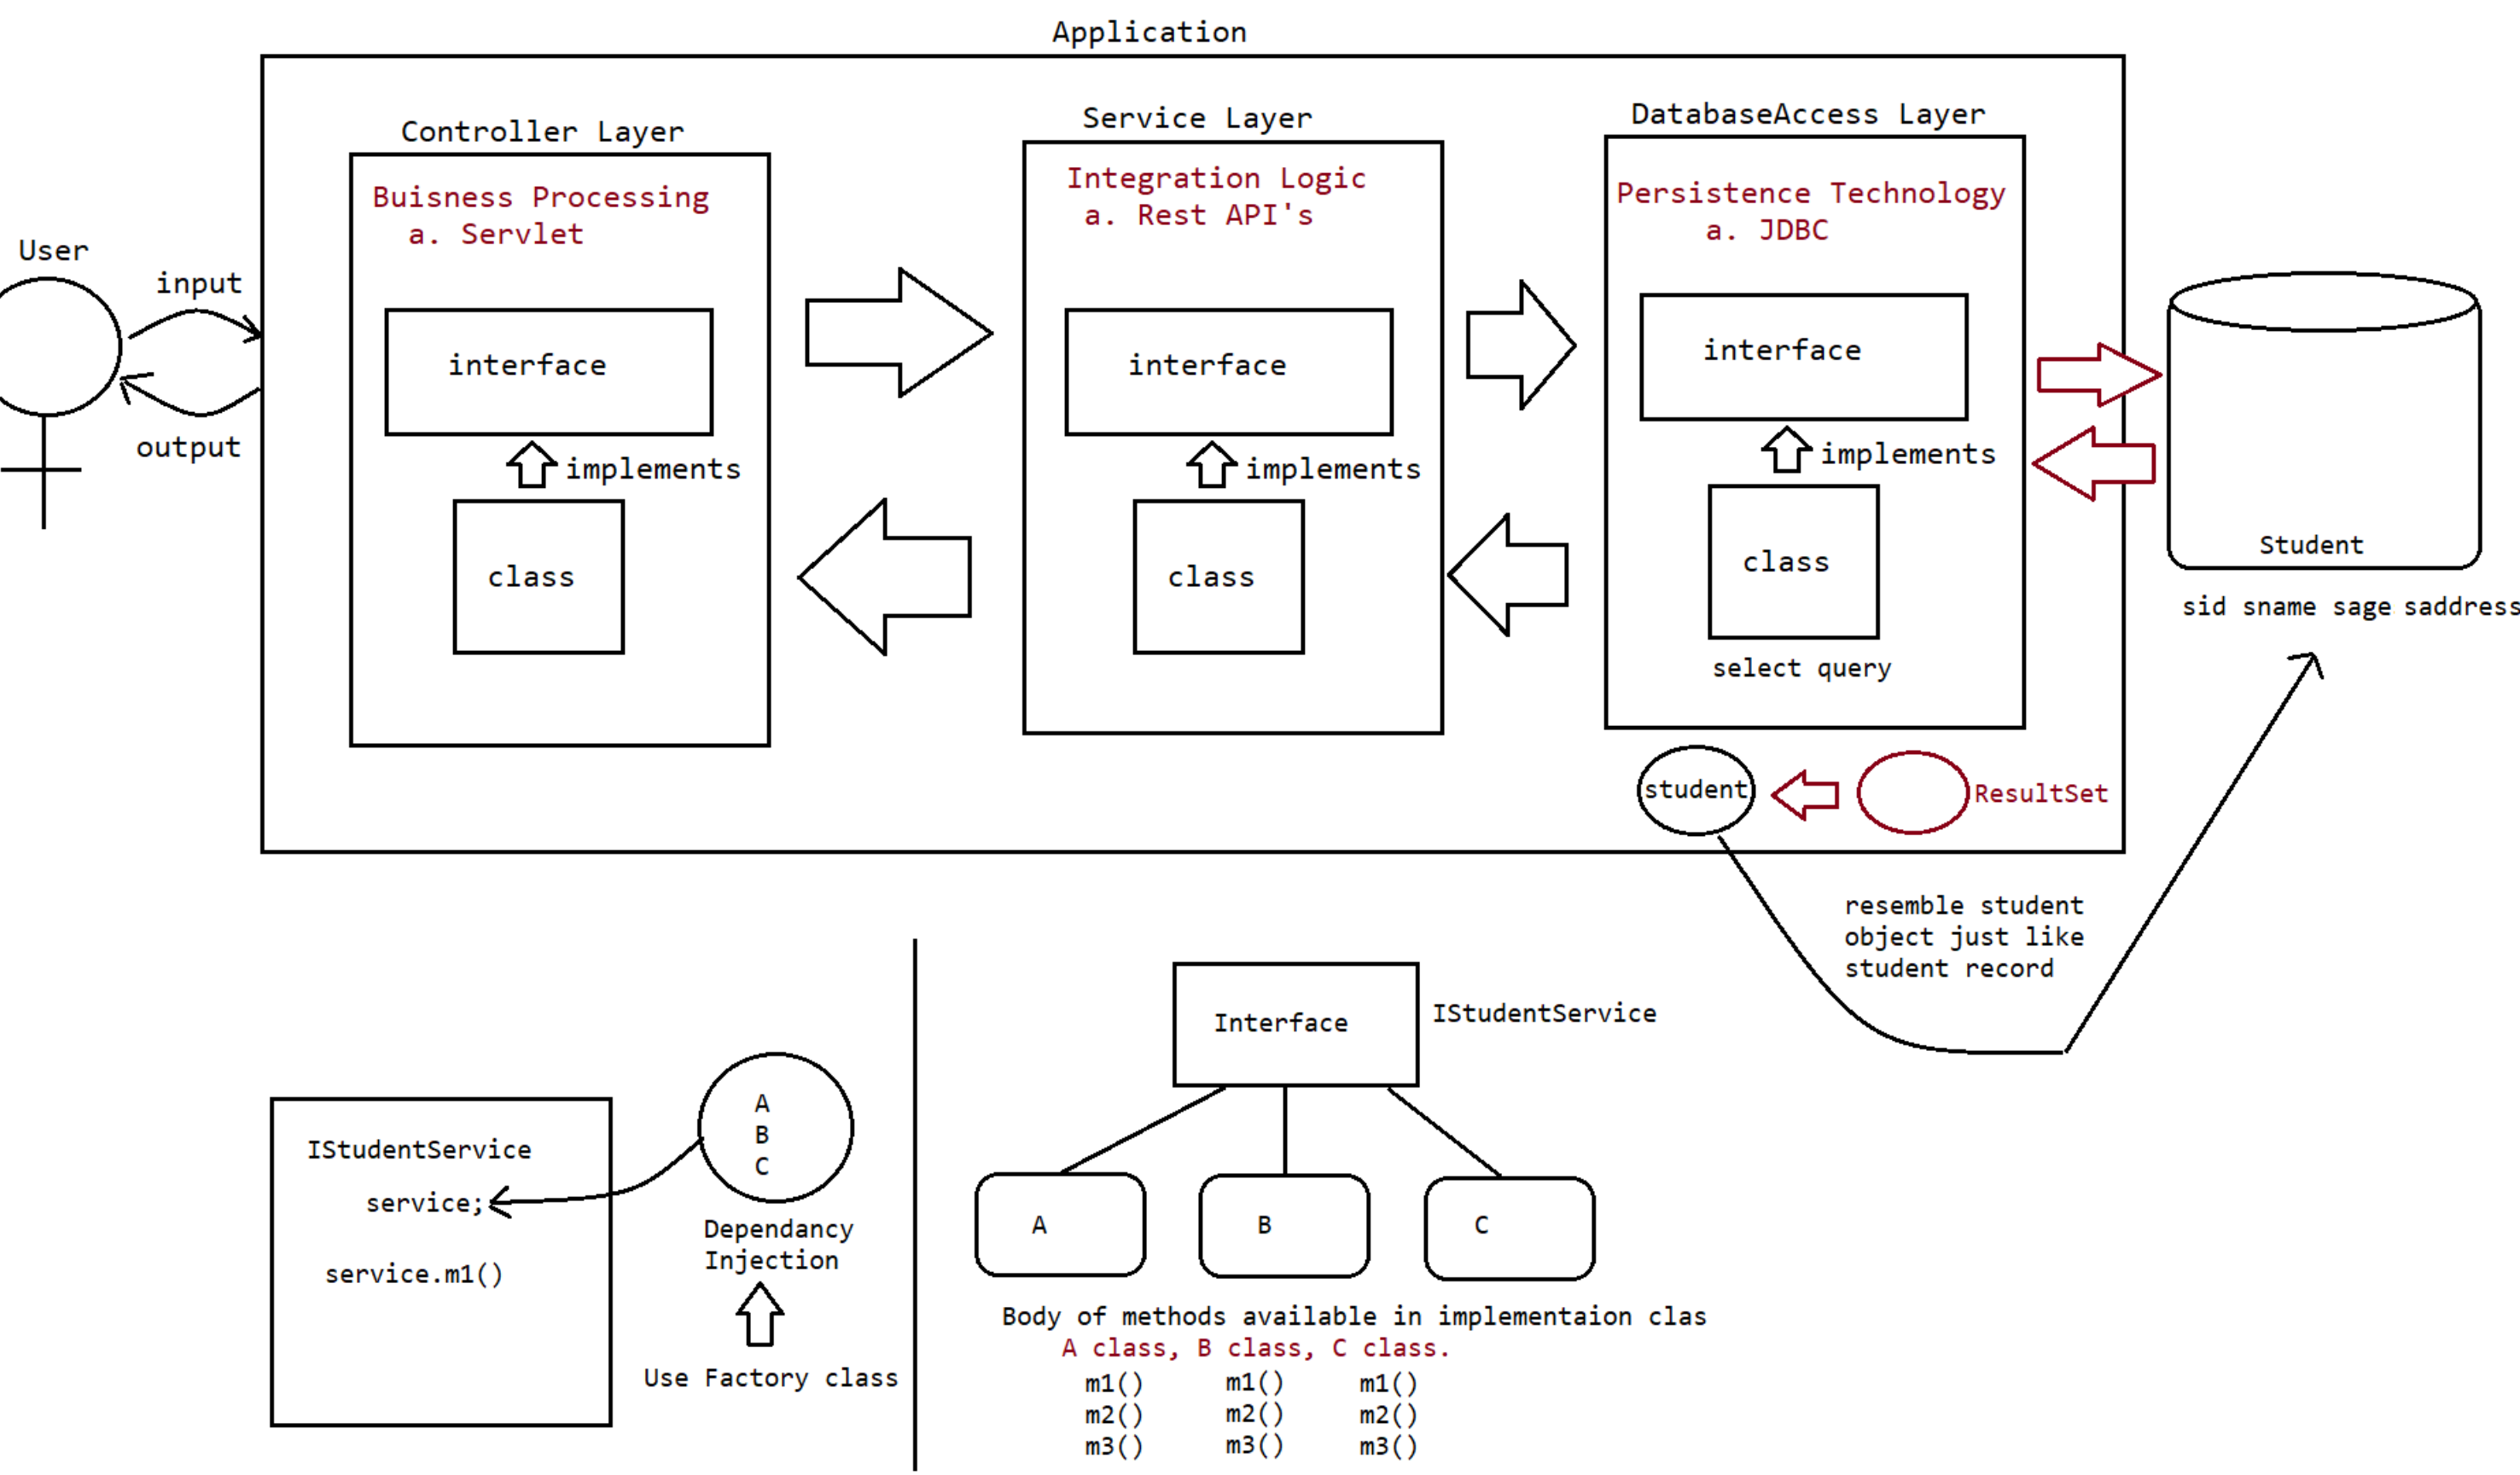 Application
Controller Layer
Service Layer
DatabaseAccess Layer
Buisness Processing
a. Servlet
Integration Logic
a. Rest API's
Persistence Technology
a. JDBC
User
input
output
interface
implements
class
interface
implements
class
interface
implements
class
select query
Student
sid sname sage saddress
student
ResultSet
resemble student
object just like
student record
IStudentService
service;
service.m1()
A
B
C
Dependancy
Injection
Use Factory class
Interface
IStudentService
A
B
C
Body of methods available in implementaion clas
A class, B class, C class.
m1() m1() m1()
m2() m2() m2()
m3() m3() m3()